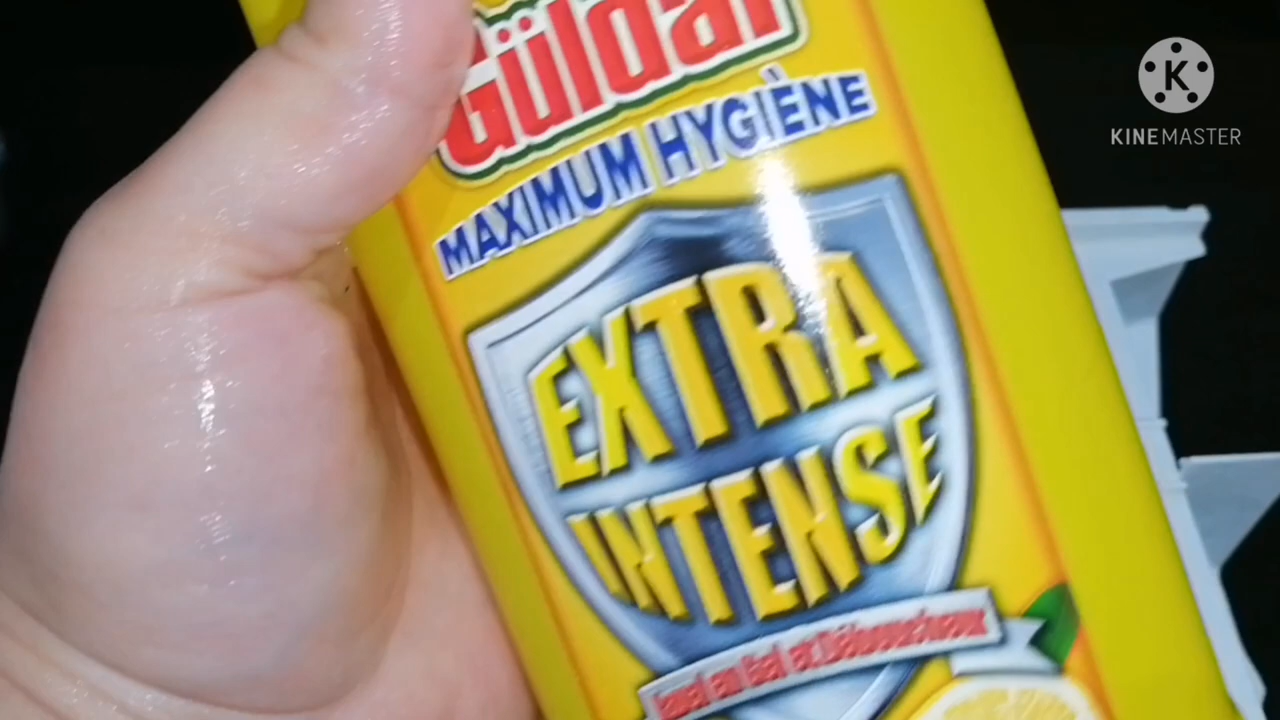 Güldal
KINEMASTER
MAXIMUM HYGIÈNE
EXTRA
INTENSE